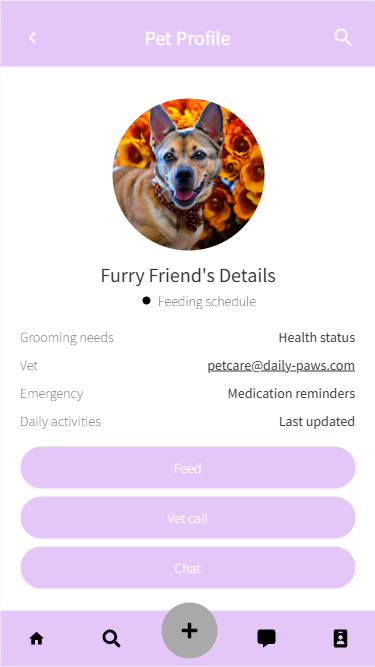 Pet Profile
Furry Friend's Details
Feeding schedule
Grooming needs Health status
Vet petcare@daily-paws.com
Emergency Medication reminders
Daily activities Last updated
Feed
Vet call
Chat